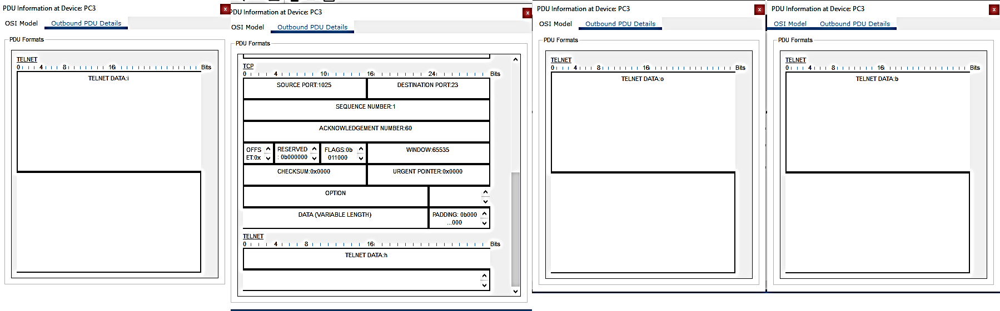 PDU Information at Device: PC3
x
OSI Model Outbound PDU Details
PDU Formats
TELNET
0 4 8 16 Bits
TELNET DATA:i
PDU Information at Device: PC3
x
OSI Model Outbound PDU Details
PDU Formats
TCP
0 4 10 16 24 Bits
SOURCE PORT:1025 DESTINATION PORT:23
SEQUENCE NUMBER:1
ACKNOWLEDGEMENT NUMBER:60
OFFS
ET:0x
RESERVED
: 0b000000
FLAGS:0b
011000
WINDOW:65535
CHECKSUM:0x0000 URGENT POINTER:0x0000
OPTION
DATA (VARIABLE LENGTH)
PADDING: 0b000
...000
TELNET
0 4 8 16 Bits
TELNET DATA:h
PDU Information at Device: PC3
x
OSI Model Outbound PDU Details
PDU Formats
TELNET
0 4 8 16 Bits
TELNET DATA:o
PDU Information at Device: PC3
x
OSI Model Outbound PDU Details
PDU Formats
TELNET
0 4 8 16 Bits
TELNET DATA:b